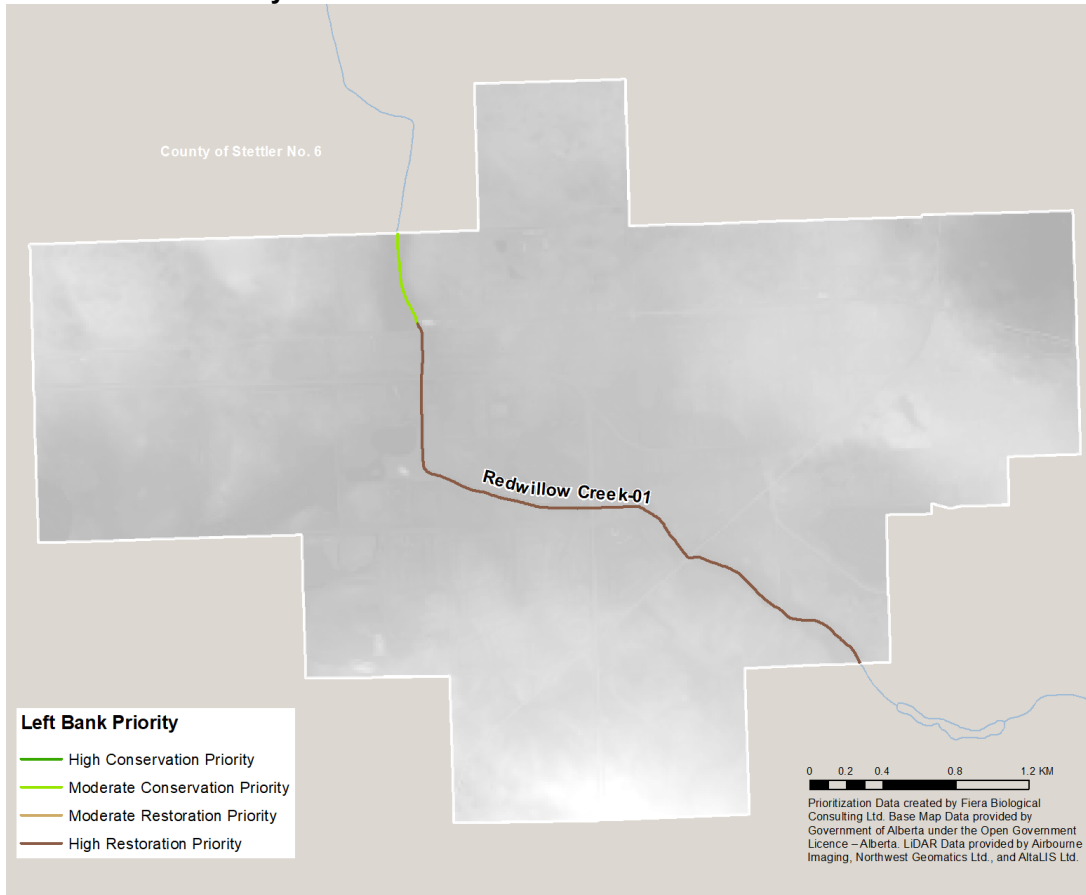 County of Stettler No. 6
Redwillow Creek-01
Left Bank Priority
High Conservation Priority
Moderate Conservation Priority
Moderate Restoration Priority
High Restoration Priority
0 0.2 0.4 0.8 1.2 KM
Prioritization Data created by Fiera Biological
Consulting Ltd. Base Map Data provided by
Government of Alberta under the Open Government
Licence – Alberta. LiDAR Data provided by Airbourne
Imaging, Northwest Geomatics Ltd., and AltaLIS Ltd.